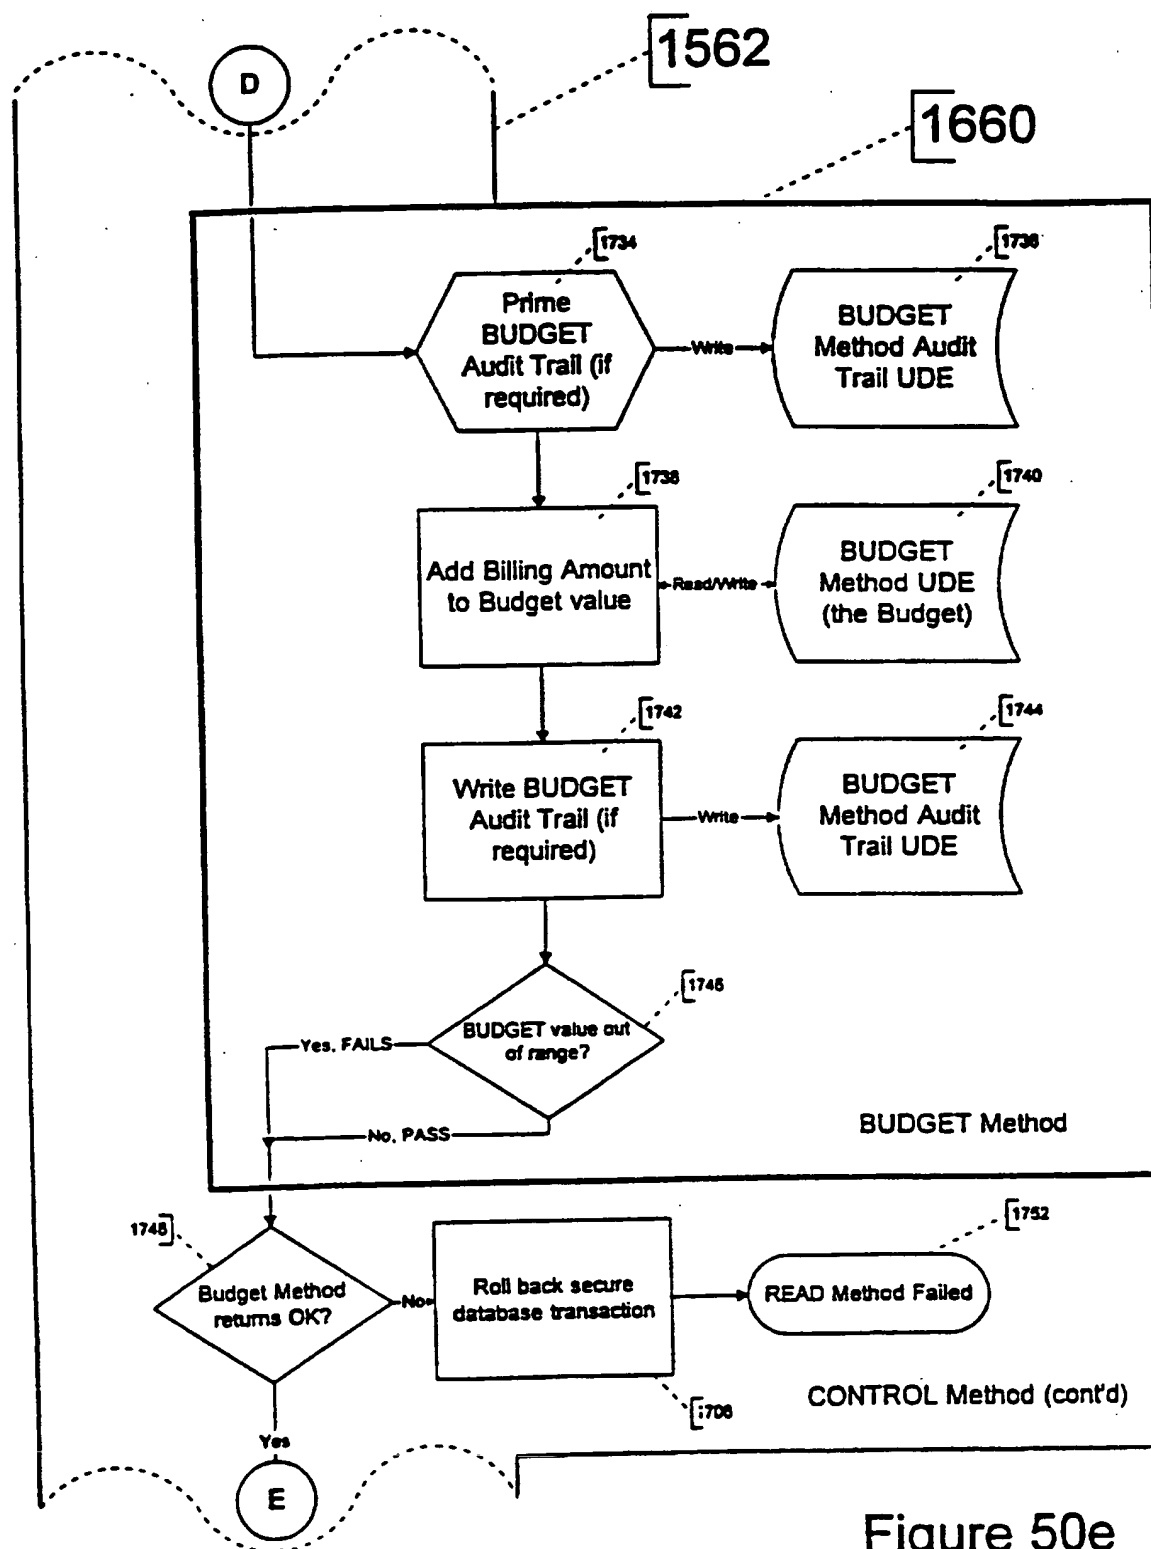 1562
D
1660
1734
1736
Prime
BUDGET
Audit Trail (if
required)
Write
BUDGET
Method Audit
Trail UDE
1738
1740
Add Billing Amount
to Budget value
Read/Write
BUDGET
Method UDE
(the Budget)
1742
1744
Write BUDGET
Audit Trail (if
required)
Write
BUDGET
Method Audit
Trail UDE
1746
BUDGET value out
of range?
Yes, FAILS
No, PASS
BUDGET Method
1748
1752
Budget Method
returns OK?
No
Roll back secure
database transaction
READ Method Failed
CONTROL Method (cont'd)
Yes
E
Figure 50e